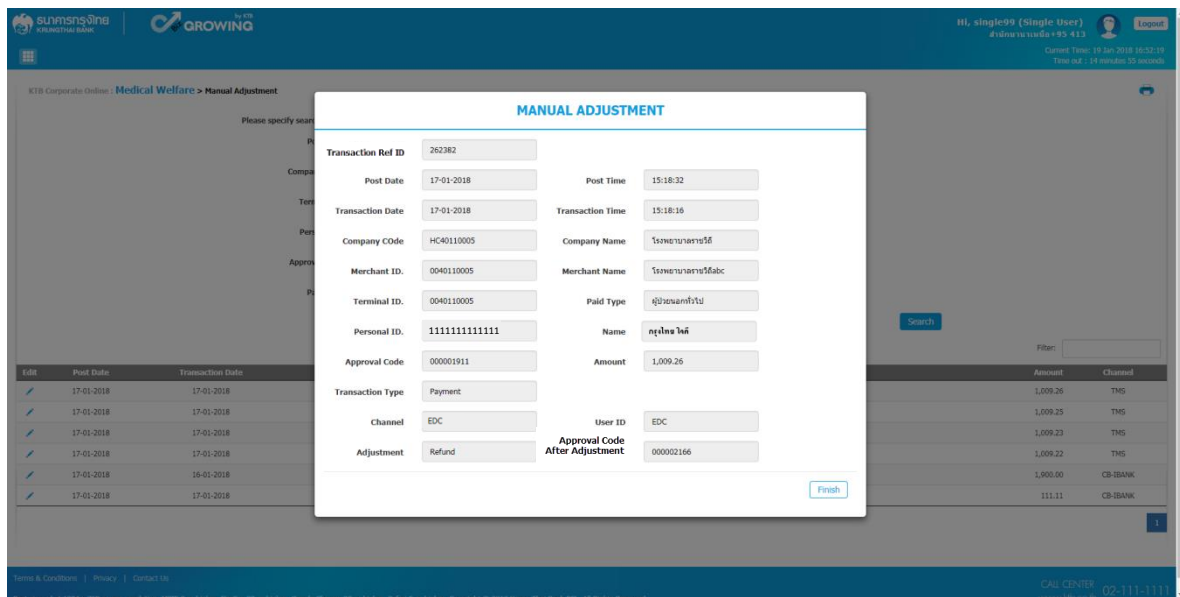 ธนาคารกรุงไทย
KRUNGTHAI BANK
by KTB
GROWING
Hi, single99 (Single User)
Logout
Current Time: 19 Jan 2018 16:52:19
Time out : 14 minutes 55 seconds
KTB Corporate Online : Medical Welfare > Manual Adjustment
Please specify sear
MANUAL ADJUSTMENT
Transaction Ref ID 262382
Post Date 17-01-2018 Post Time 15:18:32
Transaction Date 17-01-2018 Transaction Time 15:18:16
Company COde HC40110005 Company Name โรงพยาบาลราชวิถี
Merchant ID. 0040110005 Merchant Name โรงพยาบาลราชวิถีabc
Terminal ID. 0040110005 Paid Type ผู้ป่วยนอกทั่วไป
Personal ID. 1111111111111 Name กรุงไทย ใจดี
Approval Code 000001911 Amount 1,009.26
Transaction Type Payment
Channel EDC User ID EDC
Adjustment Refund Approval Code After Adjustment 000002166
Finish
Search
Filter:
Edit Post Date Transaction Date Amount Channel
17-01-2018 17-01-2018 1,009.26 TMS
17-01-2018 17-01-2018 1,009.25 TMS
17-01-2018 17-01-2018 1,009.23 TMS
17-01-2018 17-01-2018 1,009.22 TMS
17-01-2018 16-01-2018 1,900.00 CB-IBANK
17-01-2018 17-01-2018 111.11 CB-IBANK
1
Terms & Conditions | Privacy | Contact Us
CALL CENTER 02-111-1111